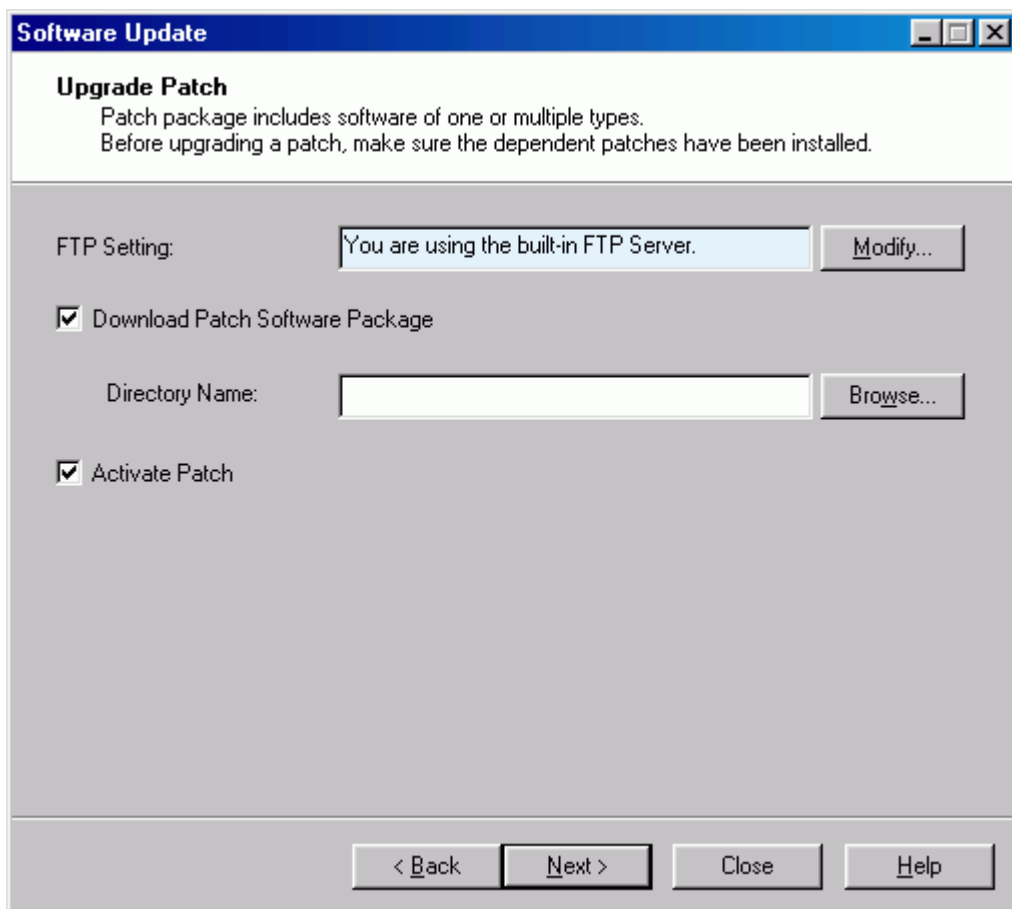 Software Update
Upgrade Patch
Patch package includes software of one or multiple types.
Before upgrading a patch, make sure the dependent patches have been installed.
FTP Setting:
You are using the built-in FTP Server.
Modify...
Download Patch Software Package
Directory Name:
Browse...
Activate Patch
< Back
Next >
Close
Help